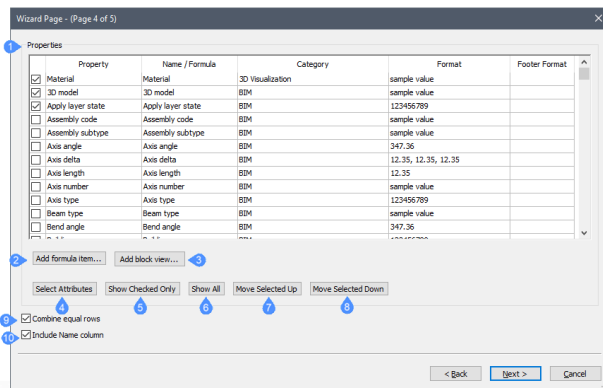 Wizard Page - (Page 4 of 5)
1 Properties
Property Name / Formula Category Format Footer Format
Material Material 3D Visualization sample value
3D model 3D model BIM sample value
Apply layer state Apply layer state BIM 123456789
Assembly code Assembly code BIM sample value
Assembly subtype Assembly subtype BIM sample value
Axis angle Axis angle BIM 347.36
Axis delta Axis delta BIM 12.35, 12.35, 12.35
Axis length Axis length BIM 12.35
Axis number Axis number BIM sample value
Axis type Axis type BIM 123456789
Beam type Beam type BIM sample value
Bend angle Bend angle BIM 347.36
2 Add formula item... Add block view... 3
Select Attributes Show Checked Only Show All Move Selected Up Move Selected Down
4 5 6 7 8
9 Combine equal rows
10 Include Name column
< Back Next > Cancel